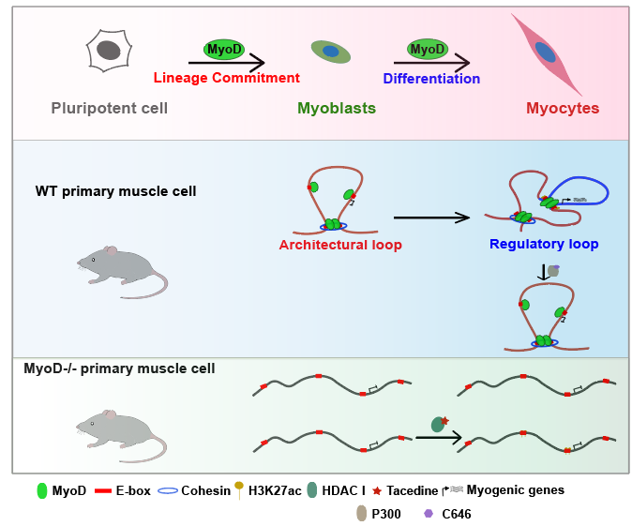 MyoD MyoD
Lineage Commitment Differentiation
Pluripotent cell Myoblasts Myocytes
WT primary muscle cell
Architectural loop Regulatory loop
MyoD-/- primary muscle cell
MyoD E-box Cohesin H3K27ac HDAC I Tacedine Myogenic genes
P300 C646